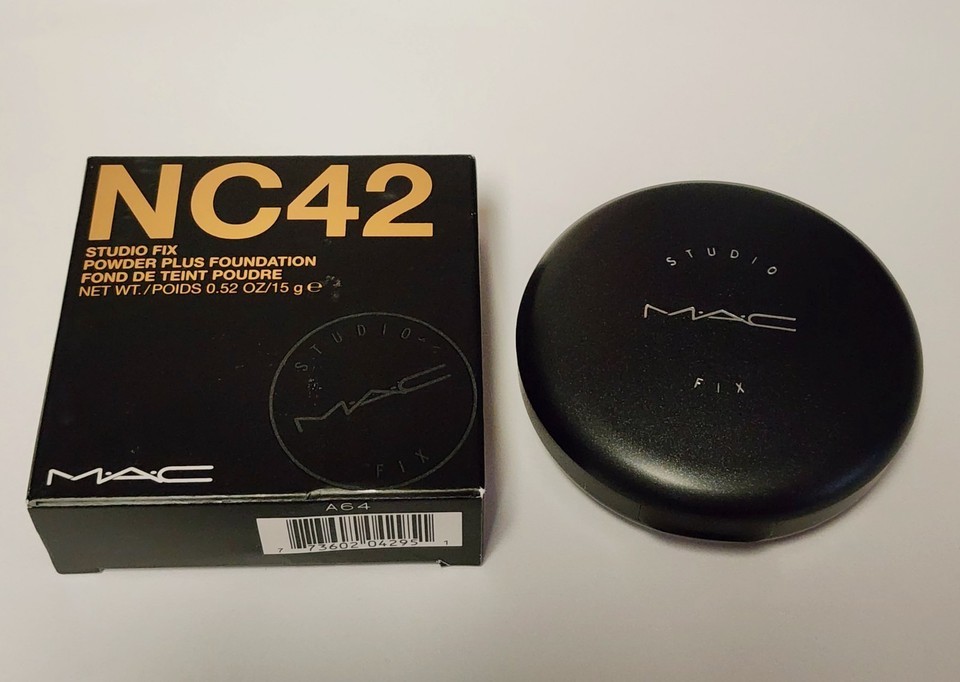 NC42
STUDIO FIX
POWDER PLUS FOUNDATION
FOND DE TEINT POUDRE
NET WT./POIDS 0.52 OZ/15 g ℮
STUDIO
M·A·C
FIX
M·A·C
A64
7 73602 04295 1
STUDIO
M·A·C
FIX